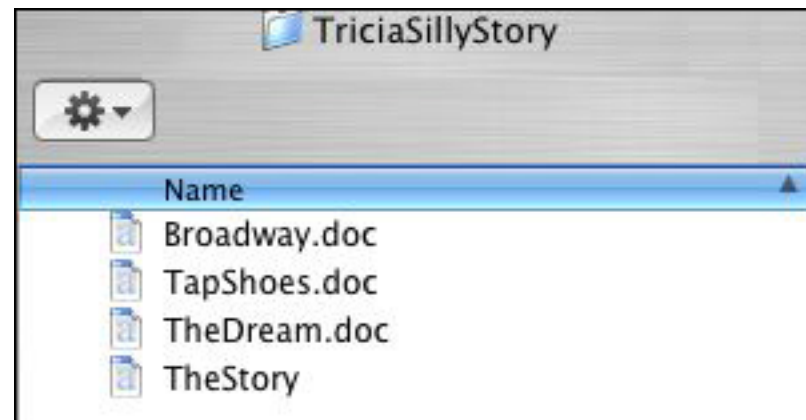 TriciaSillyStory
Name
Broadway.doc
TapShoes.doc
TheDream.doc
TheStory